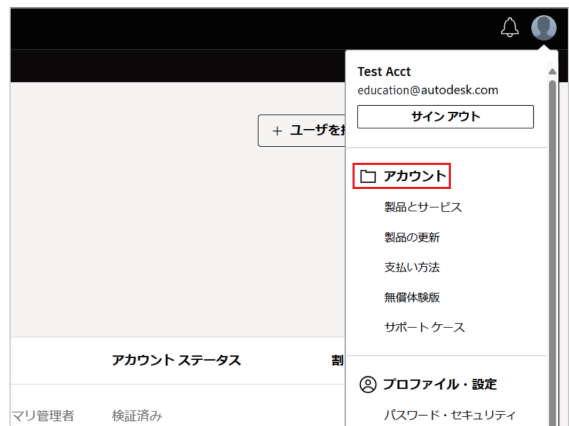 Test Acct
education@autodesk.com
サイン アウト
+ ユーザを
アカウント
製品とサービス
製品の更新
支払い方法
無償体験版
サポート ケース
アカウント ステータス 割
プロファイル・設定
マリ管理者 検証済み
パスワード・セキュリティ